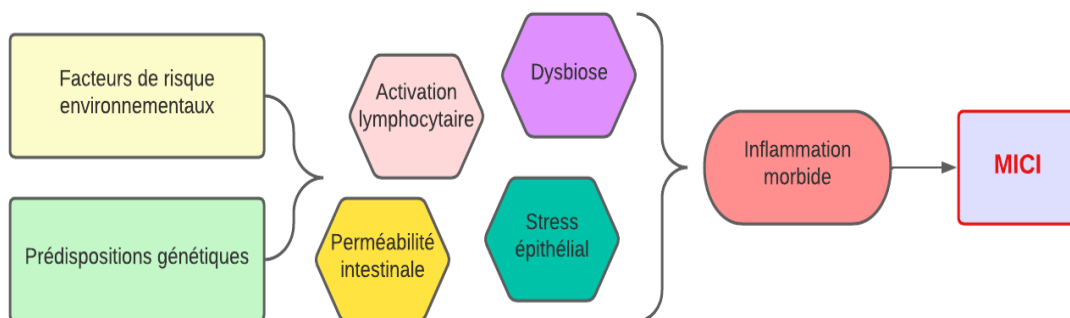 Facteurs de risque
environnementaux
Prédispositions génétiques
Activation
lymphocytaire
Perméabilité
intestinale
Dysbiose
Stress
épithélial
Inflammation
morbide
MICI